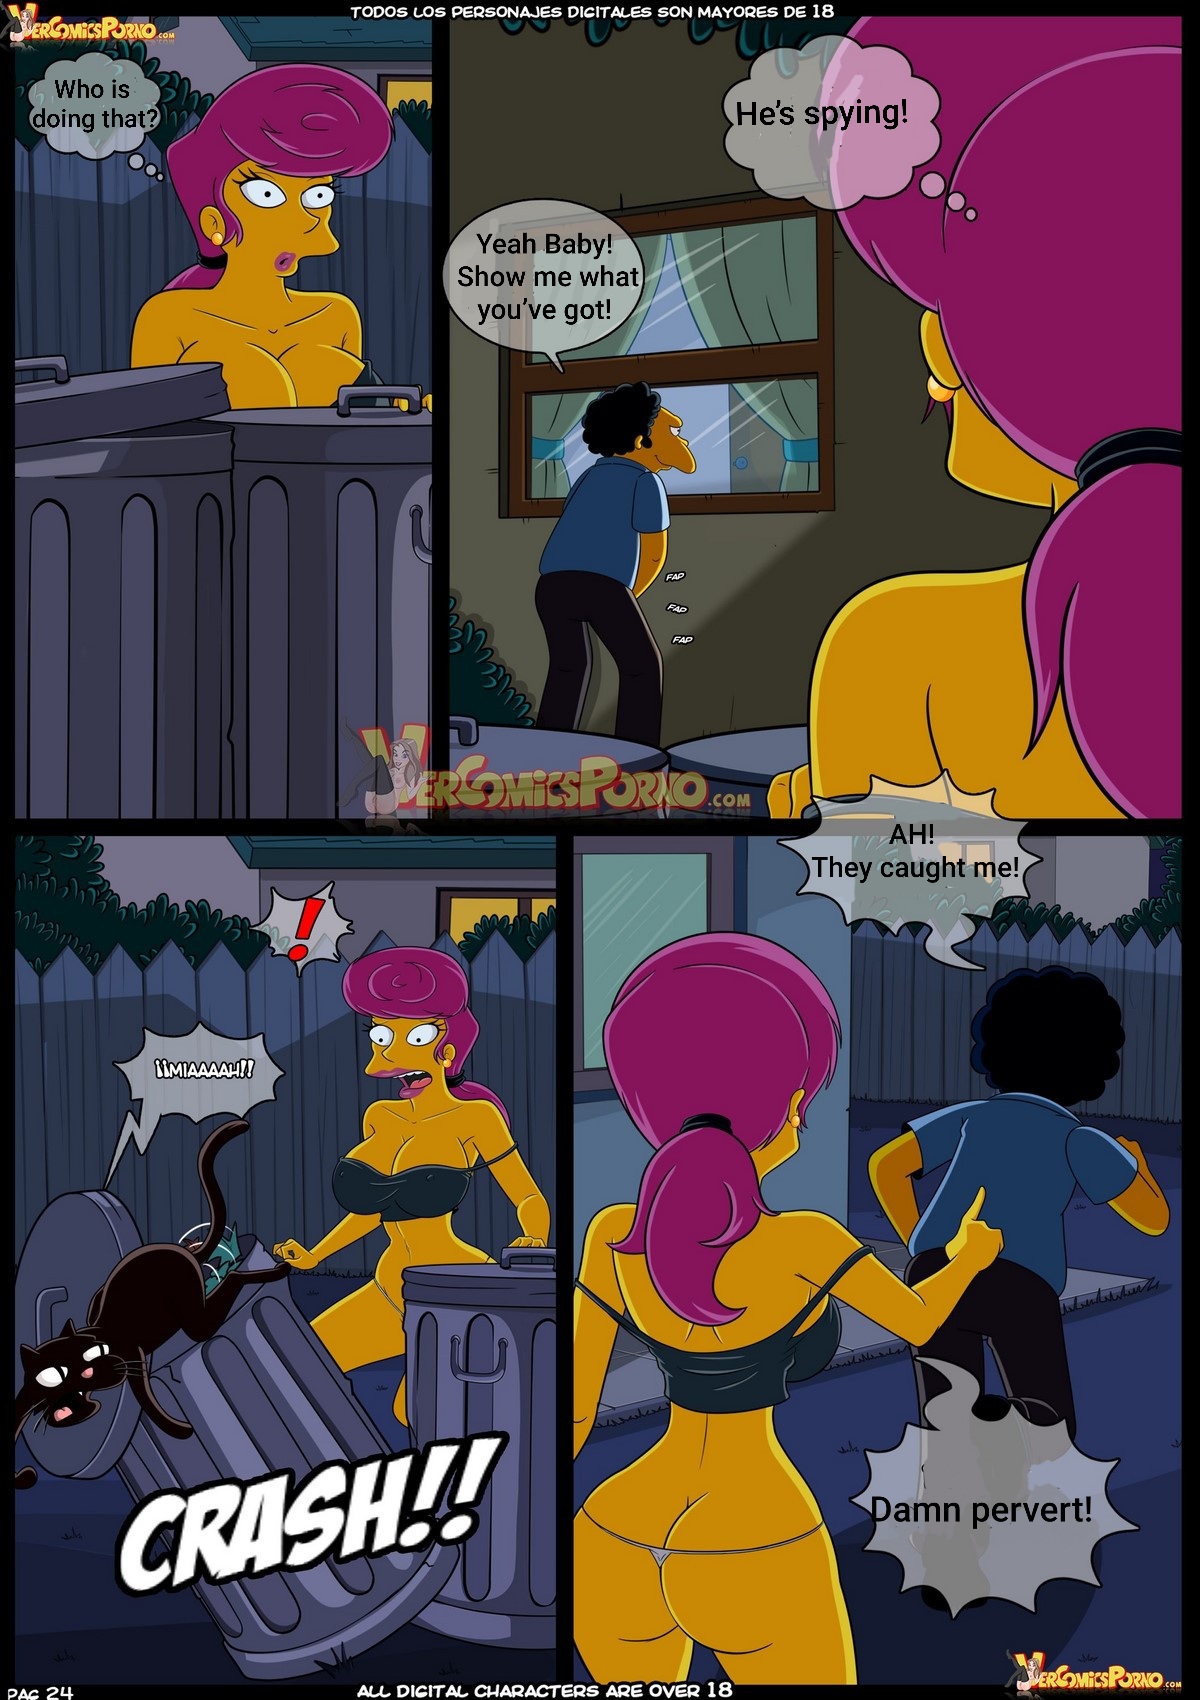 VerComicsPorno.com
TODOS LOS PERSONAJES DIGITALES SON MAYORES DE 18
Who is
doing that?
He's spying!
Yeah Baby!
Show me what
you've got!
FAP
FAP
FAP
VerComicsPorno.com
AH!
They caught me!
!
¡¡MIAAAAH!!
CRASH!!
Damn pervert!
VerComicsPorno.com
PAG 24
ALL DIGITAL CHARACTERS ARE OVER 18